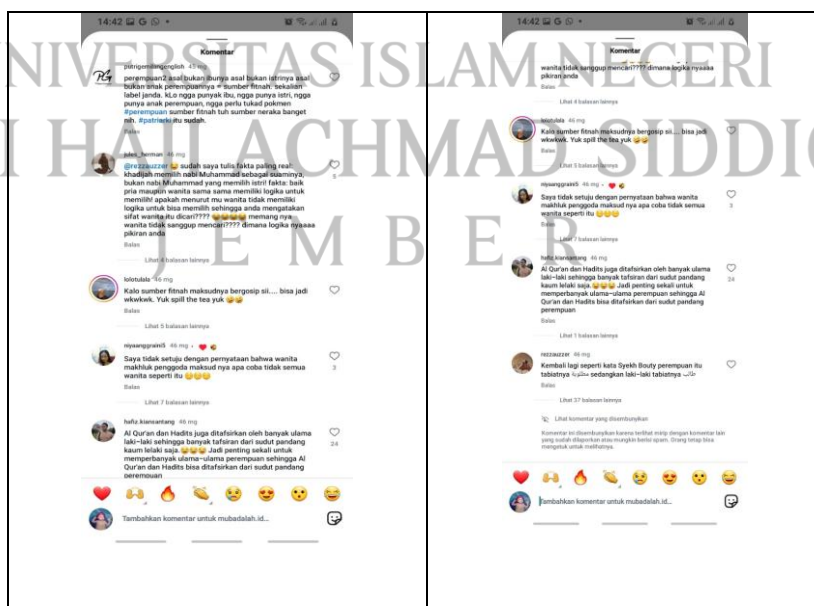 UNIVERSITAS ISLAM NEGERI
HAJI ACHMAD SIDDIQ
JEMBER
14:42
Komentar
putrigemilingenglish 45 mg
perempuan2 asal bukan ibunya asal bukan istrinya asal
bukan anak perempuannya = sumber fitnah. sekalian
label janda. kLo ngga punyak ibu, ngga punya istri, ngga
punya anak perempuan, ngga perlu tukad pokmen
#perempuan sumber fitnah tuh sumber neraka banget
nih. #patriarki itu sudah.
Balas
jules_herman 46 mg
@rezzauzzer 😂 sudah saya tulis fakta paling real:
khadijah memilih nabi Muhammad sebagai suaminya,
bukan nabi Muhammad yang memilih istri! fakta: baik
pria maupun wanita sama sama memiliki logika untuk
memilih! apakah menurut mu wanita tidak memiliki
logika untuk bisa memilih sehingga anda mengatakan
sifat wanita itu dicari???? 😂😂😂😂 memang nya
wanita tidak sanggup mencari???? dimana logika nyaaaa
pikiran anda
5
Balas
Lihat 4 balasan lainnya
lolotulala 46 mg
Kalo sumber fitnah maksudnya bergosip sii.... bisa jadi
wkwkwk. Yuk spill the tea yuk 😂😂
Balas
Lihat 5 balasan lainnya
niyaanggraini5 46 mg
Saya tidak setuju dengan pernyataan bahwa wanita
makhluk penggoda maksud nya apa coba tidak semua
wanita seperti itu
3
Balas
Lihat 7 balasan lainnya
hafiz.kiansantang 46 mg
Al Qur'an dan Hadits juga ditafsirkan oleh banyak ulama
laki-laki sehingga banyak tafsiran dari sudut pandang
kaum lelaki saja. Jadi penting sekali untuk
memperbanyak ulama-ulama perempuan sehingga Al
Qur'an dan Hadits bisa ditafsirkan dari sudut pandang
perempuan
24
Tambahkan komentar untuk mubadalah.id...
14:42
Komentar
wanita tidak sanggup mencari???? dimana logika nyaaaa
pikiran anda
Balas
Lihat 4 balasan lainnya
lolotulala 46 mg
Kalo sumber fitnah maksudnya bergosip sii.... bisa jadi
wkwkwk. Yuk spill the tea yuk 😂😂
Balas
Lihat 5 balasan lainnya
niyaanggraini5 46 mg
Saya tidak setuju dengan pernyataan bahwa wanita
makhluk penggoda maksud nya apa coba tidak semua
wanita seperti itu
3
Balas
Lihat 7 balasan lainnya
hafiz.kiansantang 46 mg
Al Qur'an dan Hadits juga ditafsirkan oleh banyak ulama
laki-laki sehingga banyak tafsiran dari sudut pandang
kaum lelaki saja. Jadi penting sekali untuk
memperbanyak ulama-ulama perempuan sehingga Al
Qur'an dan Hadits bisa ditafsirkan dari sudut pandang
perempuan
24
Balas
Lihat 1 balasan lainnya
rezzauzzer 46 mg
Kembali lagi seperti kata Syekh Bouty perempuan itu
tabiatnya مطلوبة sedangkan laki-laki tabiatnya طالب
Balas
Lihat 37 balasan lainnya
Lihat komentar yang disembunyikan
Komentar ini disembunyikan karena terlihat mirip dengan komentar lain
yang sudah dilaporkan atau mungkin berisi spam. Orang tetap bisa
mengetuk untuk melihatnya.
Tambahkan komentar untuk mubadalah.id...